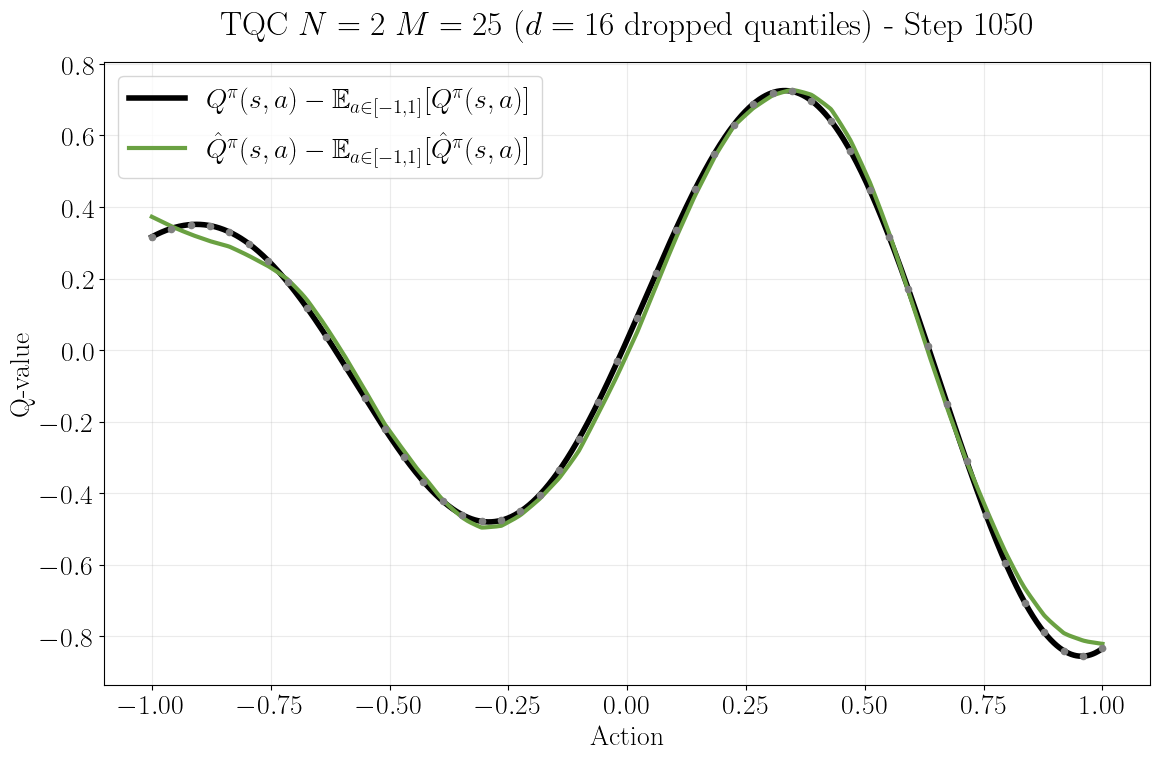 TQC N = 2 M = 25 (d = 16 dropped quantiles) - Step 1050
Q^π(s, a) − 𝔼_{a∈[−1,1]}[Q^π(s, a)]
Q̂^π(s, a) − 𝔼_{a∈[−1,1]}[Q̂^π(s, a)]
0.8
0.6
0.4
0.2
0.0
−0.2
−0.4
−0.6
−0.8
Q-value
−1.00 −0.75 −0.50 −0.25 0.00 0.25 0.50 0.75 1.00
Action